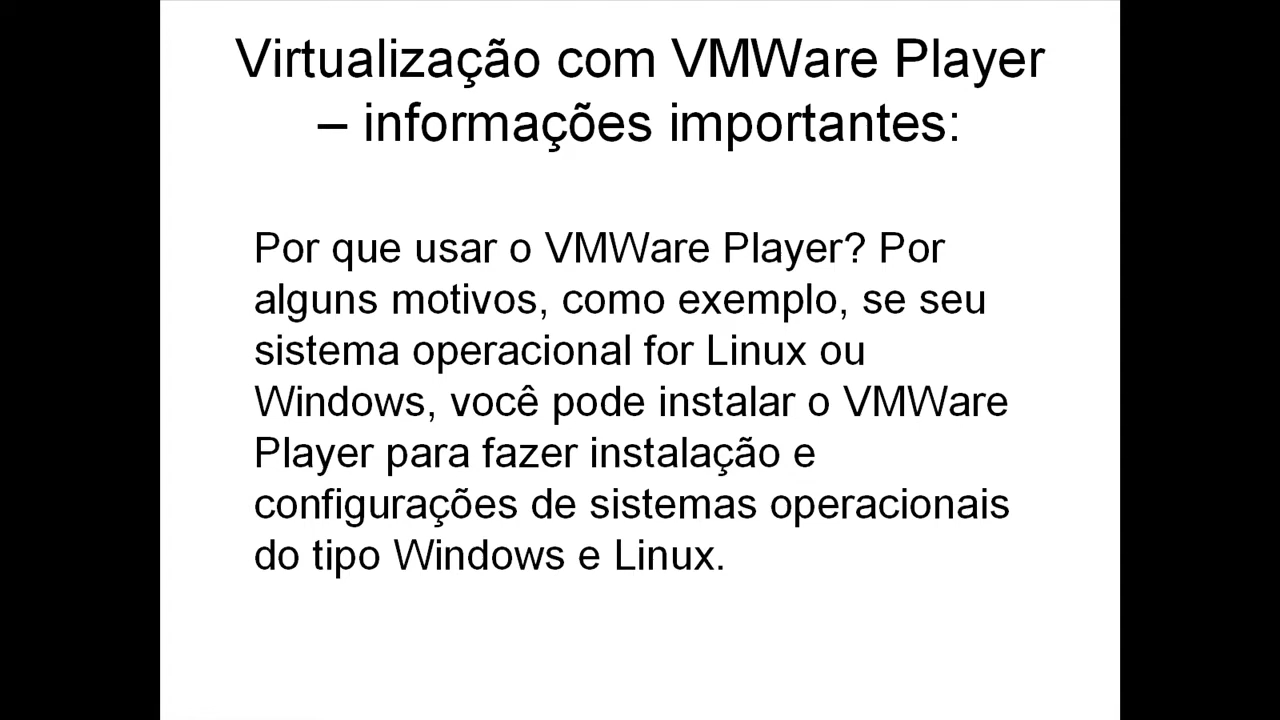 Virtualização com VMWare Player
– informações importantes:
Por que usar o VMWare Player? Por
alguns motivos, como exemplo, se seu
sistema operacional for Linux ou
Windows, você pode instalar o VMWare
Player para fazer instalação e
configurações de sistemas operacionais
do tipo Windows e Linux.